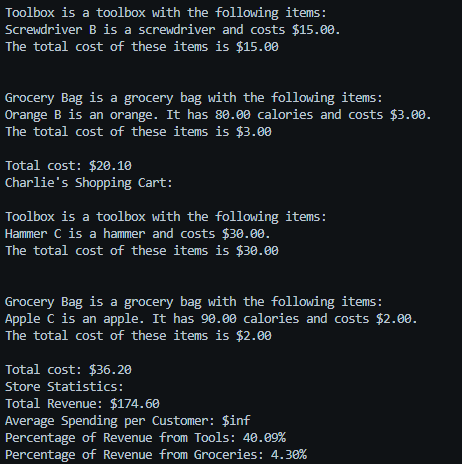 Toolbox is a toolbox with the following items:
Screwdriver B is a screwdriver and costs $15.00.
The total cost of these items is $15.00
Grocery Bag is a grocery bag with the following items:
Orange B is an orange. It has 80.00 calories and costs $3.00.
The total cost of these items is $3.00
Total cost: $20.10
Charlie's Shopping Cart:
Toolbox is a toolbox with the following items:
Hammer C is a hammer and costs $30.00.
The total cost of these items is $30.00
Grocery Bag is a grocery bag with the following items:
Apple C is an apple. It has 90.00 calories and costs $2.00.
The total cost of these items is $2.00
Total cost: $36.20
Store Statistics:
Total Revenue: $174.60
Average Spending per Customer: $inf
Percentage of Revenue from Tools: 40.09%
Percentage of Revenue from Groceries: 4.30%